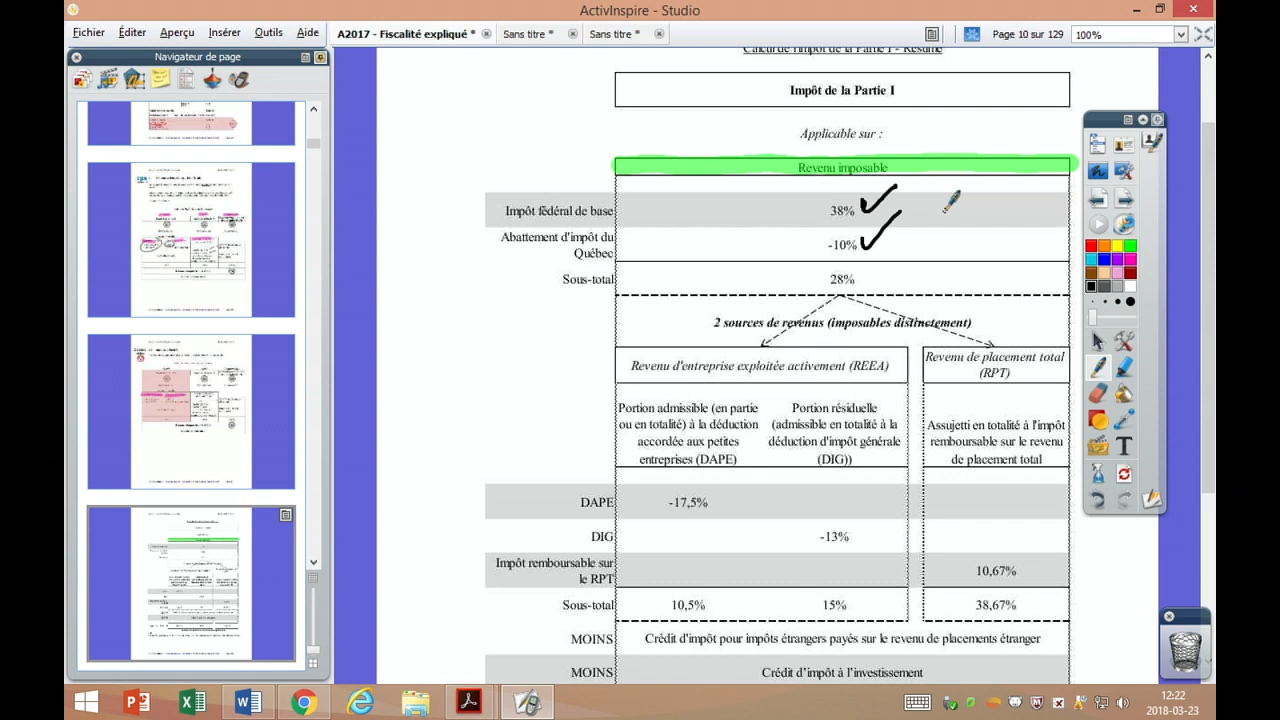 ActivInspire - Studio
Fichier Éditer Aperçu Insérer Outils Aide
A2017 - Fiscalité expliqué * Sans titre * Sans titre * Page 10 sur 129 100%
Navigateur de page
Calcul de l'impôt de la Partie I - Résumé
Impôt de la Partie I
Applicable sur :
Revenu imposable
Impôt fédéral de base 38%
Abattement d'impôt du
Québec -10%
Sous-total 28%
2 sources de revenus (imposables distinctement)
Revenu d'entreprise exploitée activement (REEA)
Revenu de placement total
(RPT)
Portion admissible (en partie
ou en totalité) à la déduction
accordée aux petites
entreprises (DAPE)
Portion résiduelle
(admissible en totalité à la
déduction d'impôt générale
(DIG))
Assujetti en totalité à l'impôt
remboursable sur le revenu
de placement total
DAPE -17,5%
DIG -13%
Impôt remboursable sur
le RPT 10,67%
Sous-total 10,5% 15% 38,67%
MOINS Crédit d'impôt pour impôts étrangers payés sur le revenu de placements étranger
MOINS Crédit d'impôt à l'investissement
12:22
2018-03-23